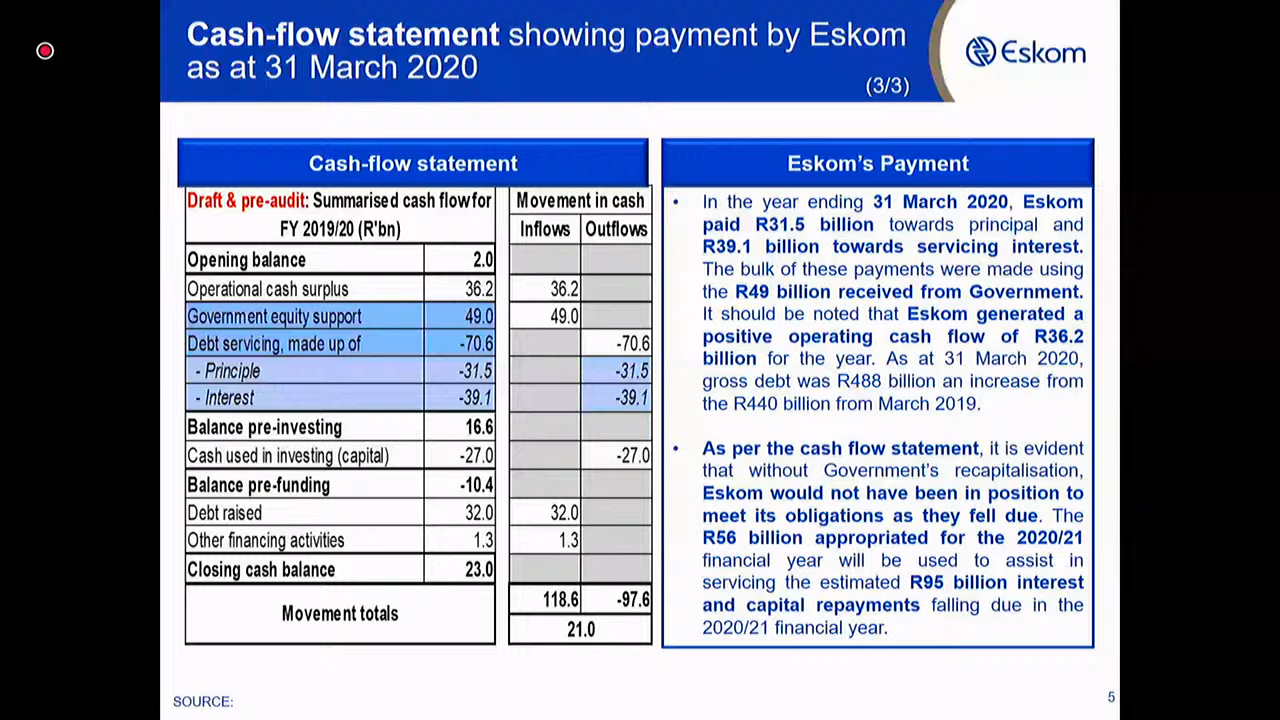 Cash-flow statement showing payment by Eskom
as at 31 March 2020
(3/3)
Eskom
Cash-flow statement
Draft & pre-audit: Summarised cash flow for
FY 2019/20 (R'bn)
Movement in cash
Inflows Outflows
Opening balance 2.0
Operational cash surplus 36.2 36.2
Government equity support 49.0 49.0
Debt servicing, made up of -70.6 -70.6
- Principle -31.5 -31.5
- Interest -39.1 -39.1
Balance pre-investing 16.6
Cash used in investing (capital) -27.0 -27.0
Balance pre-funding -10.4
Debt raised 32.0 32.0
Other financing activities 1.3 1.3
Closing cash balance 23.0
Movement totals
118.6 -97.6
21.0
Eskom's Payment
• In the year ending 31 March 2020, Eskom
paid R31.5 billion towards principal and
R39.1 billion towards servicing interest.
The bulk of these payments were made using
the R49 billion received from Government.
It should be noted that Eskom generated a
positive operating cash flow of R36.2
billion for the year. As at 31 March 2020,
gross debt was R488 billion an increase from
the R440 billion from March 2019.
• As per the cash flow statement, it is evident
that without Government's recapitalisation,
Eskom would not have been in position to
meet its obligations as they fell due. The
R56 billion appropriated for the 2020/21
financial year will be used to assist in
servicing the estimated R95 billion interest
and capital repayments falling due in the
2020/21 financial year.
SOURCE:
5